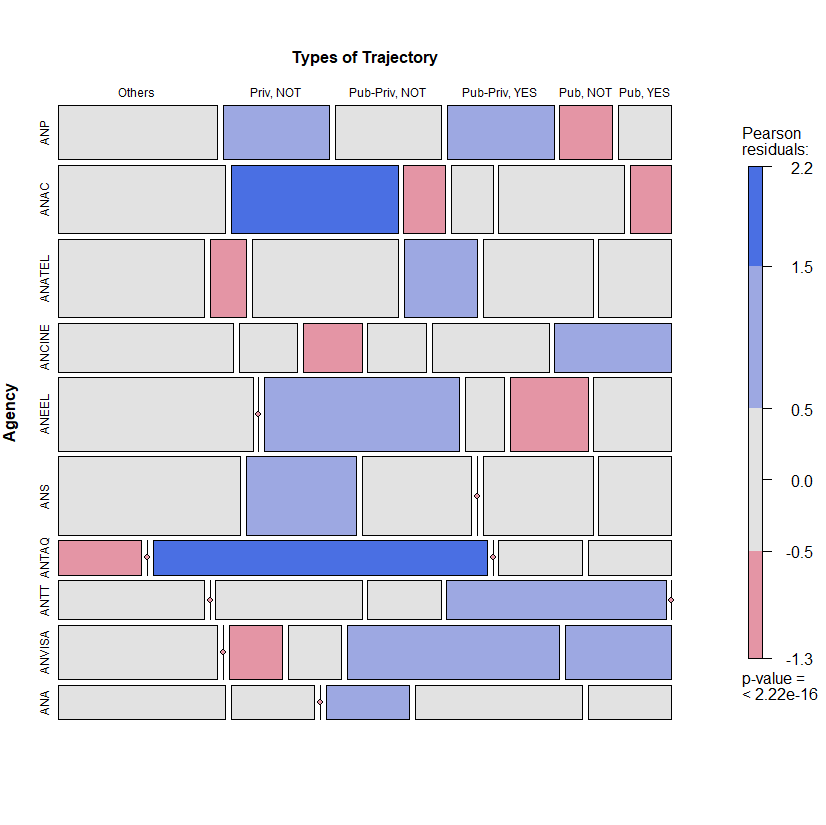 Types of Trajectory
Others Priv, NOT Pub-Priv, NOT Pub-Priv, YES Pub, NOT Pub, YES
Agency
ANP
ANAC
ANATEL
ANCINE
ANEEL
ANS
ANTAQ
ANTT
ANVISA
ANA
Pearson
residuals:
2.2
1.5
0.5
0.0
-0.5
-1.3
p-value =
< 2.22e-16